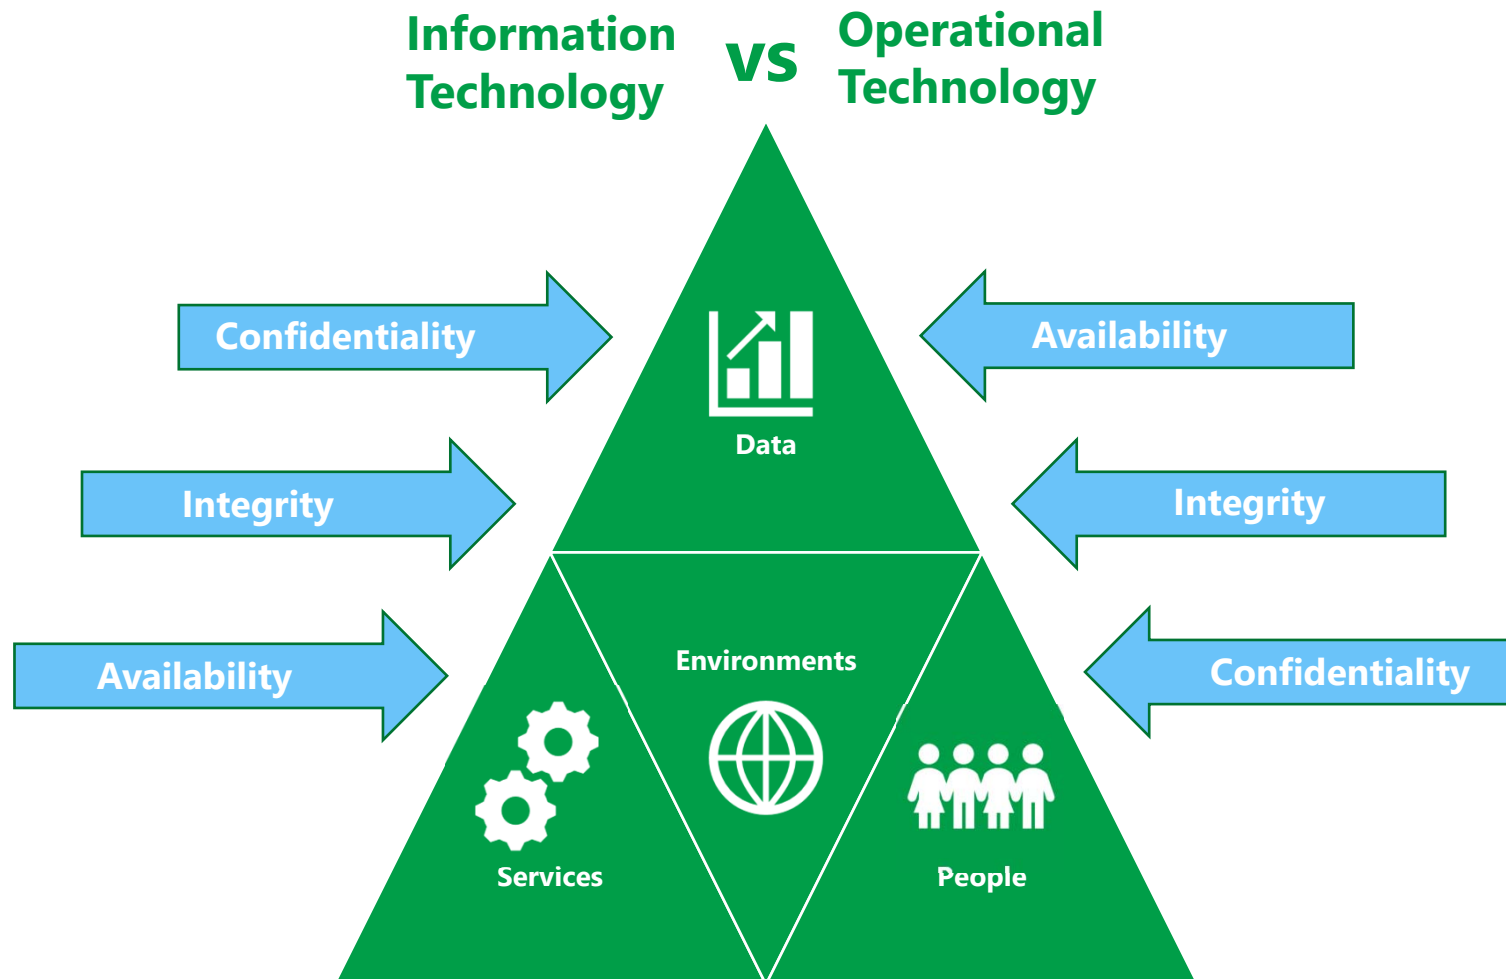 Information
Technology
vs
Operational
Technology
Confidentiality
Availability
Data
Integrity
Integrity
Availability
Environments
Confidentiality
Services
People